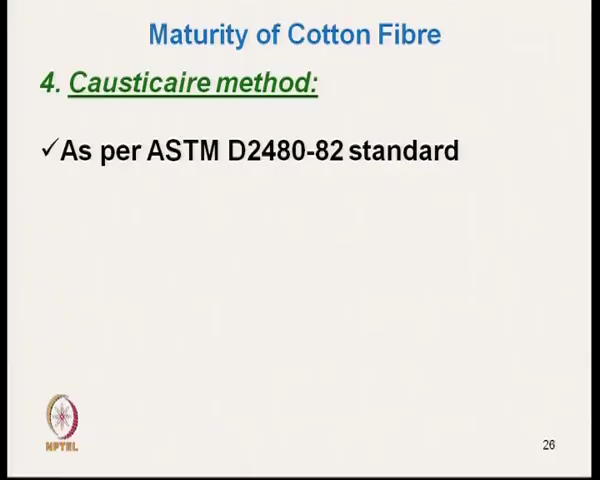 Maturity of Cotton Fibre
4. Causticaire method:
✓As per ASTM D2480-82 standard
NPTEL
26